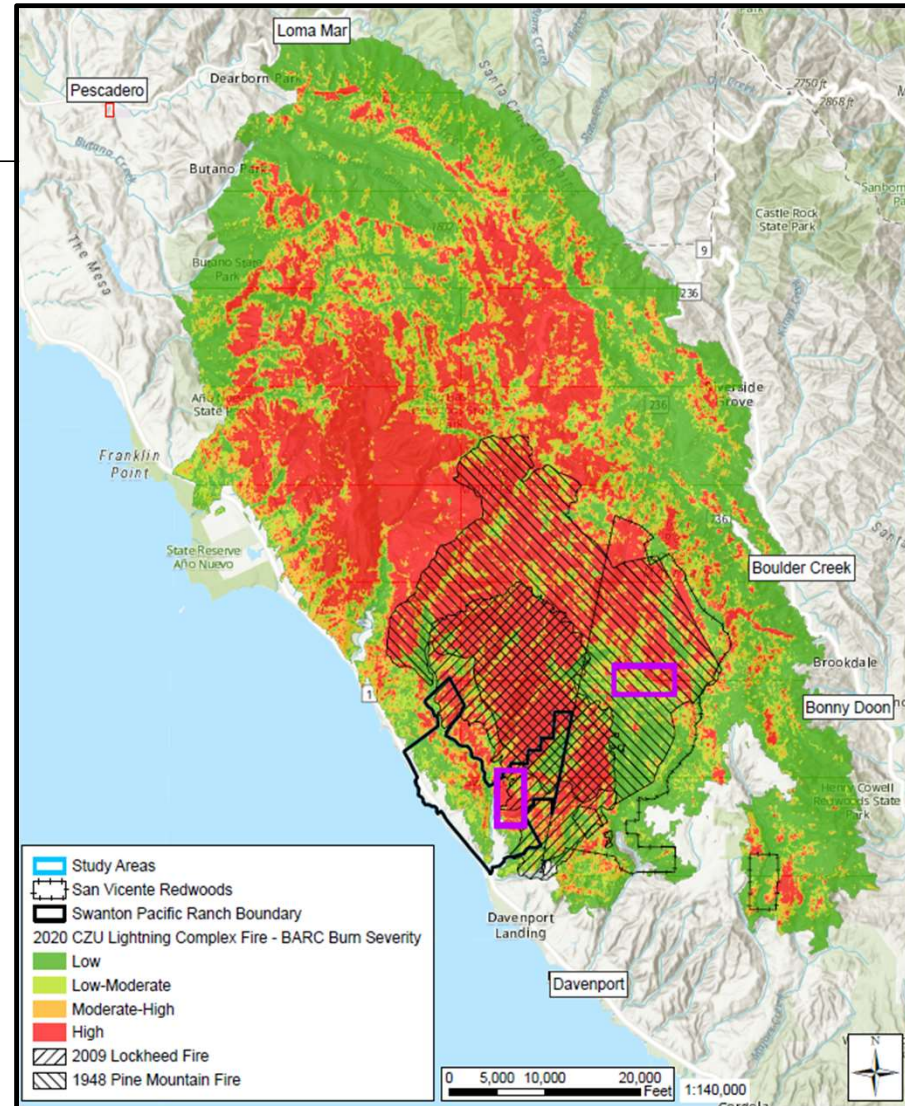 Loma Mar
Dearborn Park
Pescadero
2750 ft
2868 ft
Butano Creek
Butano Park
The Mesa
Castle Rock
State Park
9
Butano State
Park
236
Riverside
Grove
236
Franklin
Point
State Reserve
Año Nuevo
Boulder Creek
Brookdale
1
Bonny Doon
Henry Cowell
Redwoods State
Park
Davenport
Landing
Davenport
Study Areas
San Vicente Redwoods
Swanton Pacific Ranch Boundary
2020 CZU Lightning Complex Fire - BARC Burn Severity
Low
Low-Moderate
Moderate-High
High
2009 Lockheed Fire
1948 Pine Mountain Fire
0 5,000 10,000 20,000
Feet
1:140,000
N